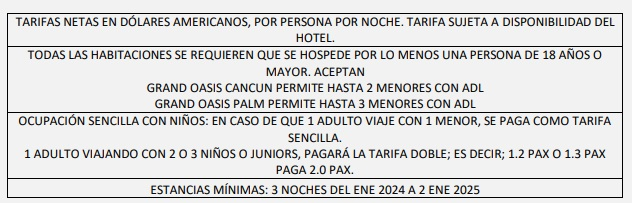 TARIFAS NETAS EN DÓLARES AMERICANOS, POR PERSONA POR NOCHE. TARIFA SUJETA A DISPONIBILIDAD DEL
HOTEL.
TODAS LAS HABITACIONES SE REQUIEREN QUE SE HOSPEDE POR LO MENOS UNA PERSONA DE 18 AÑOS O
MAYOR. ACEPTAN
GRAND OASIS CANCUN PERMITE HASTA 2 MENORES CON ADL
GRAND OASIS PALM PERMITE HASTA 3 MENORES CON ADL
OCUPACIÓN SENCILLA CON NIÑOS: EN CASO DE QUE 1 ADULTO VIAJE CON 1 MENOR, SE PAGA COMO TARIFA
SENCILLA.
1 ADULTO VIAJANDO CON 2 O 3 NIÑOS O JUNIORS, PAGARÁ LA TARIFA DOBLE; ES DECIR; 1.2 PAX O 1.3 PAX
PAGA 2.0 PAX.
ESTANCIAS MÍNIMAS: 3 NOCHES DEL ENE 2024 A 2 ENE 2025